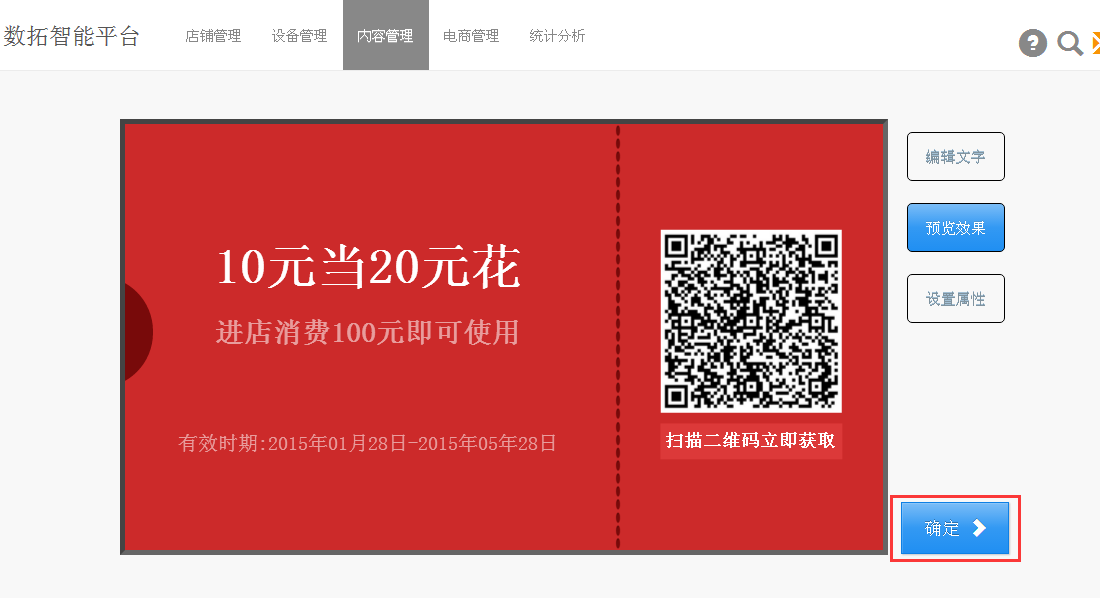 数拓智能平台
店铺管理
设备管理
内容管理
电商管理
统计分析
?
10元当20元花
进店消费100元即可使用
有效时期:2015年01月28日-2015年05年28日
扫描二维码立即获取
编辑文字
预览效果
设置属性
确定